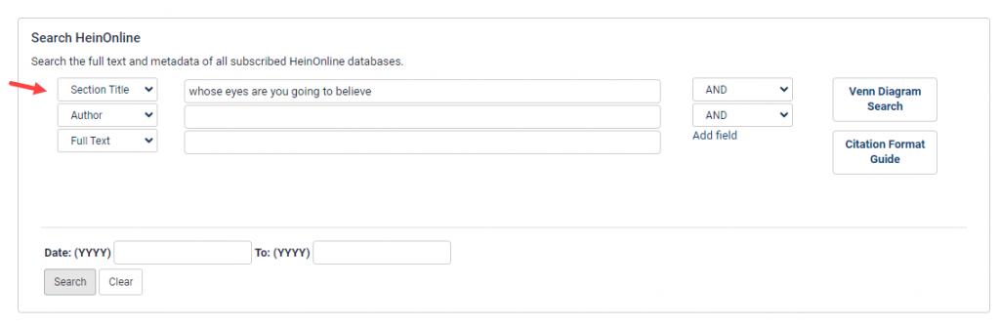 Search HeinOnline
Search the full text and metadata of all subscribed HeinOnline databases.
Section Title whose eyes are you going to believe AND
Author AND
Full Text Add field
Venn Diagram
Search
Citation Format
Guide
Date: (YYYY) To: (YYYY)
Search Clear